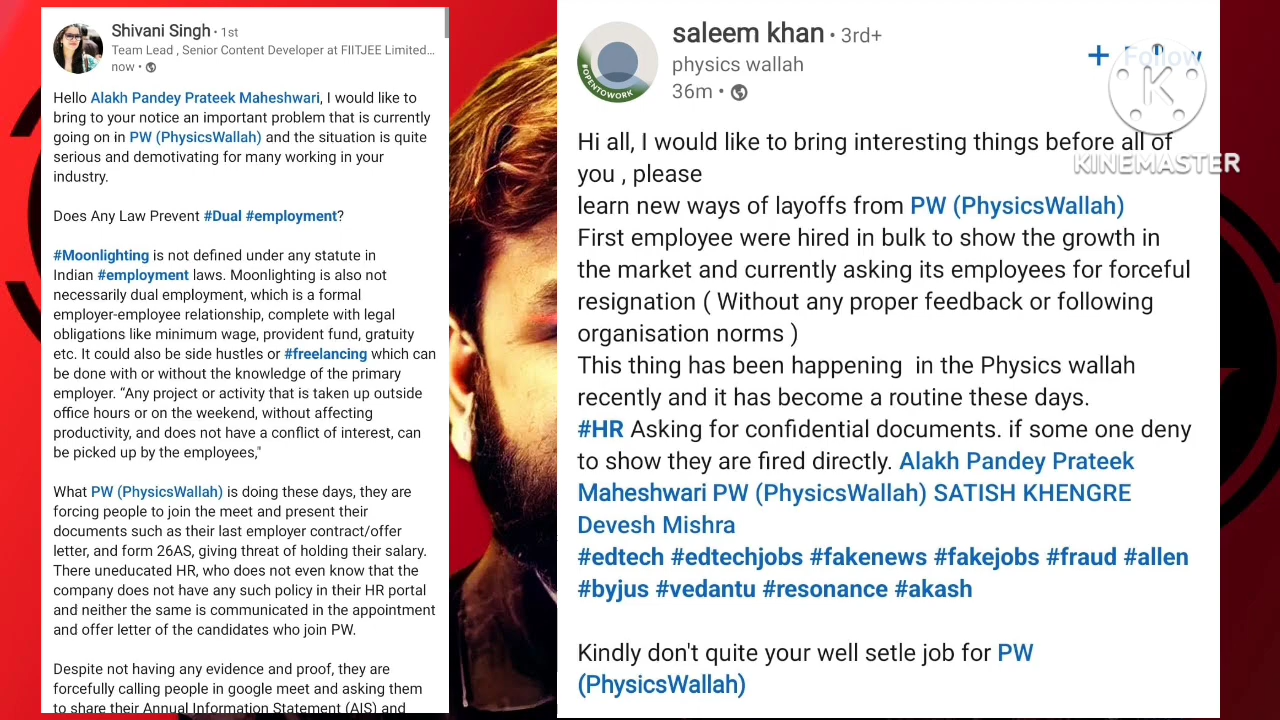 Shivani Singh • 1st
Team Lead , Senior Content Developer at FIITJEE Limited...
now •
Hello Alakh Pandey Prateek Maheshwari, I would like to
bring to your notice an important problem that is currently
going on in PW (PhysicsWallah) and the situation is quite
serious and demotivating for many working in your
industry.
Does Any Law Prevent #Dual #employment?
#Moonlighting is not defined under any statute in
Indian #employment laws. Moonlighting is also not
necessarily dual employment, which is a formal
employer-employee relationship, complete with legal
obligations like minimum wage, provident fund, gratuity
etc. It could also be side hustles or #freelancing which can
be done with or without the knowledge of the primary
employer. “Any project or activity that is taken up outside
office hours or on the weekend, without affecting
productivity, and does not have a conflict of interest, can
be picked up by the employees,"
What PW (PhysicsWallah) is doing these days, they are
forcing people to join the meet and present their
documents such as their last employer contract/offer
letter, and form 26AS, giving threat of holding their salary.
There uneducated HR, who does not even know that the
company does not have any such policy in their HR portal
and neither the same is communicated in the appointment
and offer letter of the candidates who join PW.
Despite not having any evidence and proof, they are
forcefully calling people in google meet and asking them
to share their Annual Information Statement (AIS) and
saleem khan • 3rd+
physics wallah
36m •
+ Follow
#OPENTOWORK
K
KINEMASTER
Hi all, I would like to bring interesting things before all of
you , please
learn new ways of layoffs from PW (PhysicsWallah)
First employee were hired in bulk to show the growth in
the market and currently asking its employees for forceful
resignation ( Without any proper feedback or following
organisation norms )
This thing has been happening in the Physics wallah
recently and it has become a routine these days.
#HR Asking for confidential documents. if some one deny
to show they are fired directly. Alakh Pandey Prateek
Maheshwari PW (PhysicsWallah) SATISH KHENGRE
Devesh Mishra
#edtech #edtechjobs #fakenews #fakejobs #fraud #allen
#byjus #vedantu #resonance #akash
Kindly don't quite your well setle job for PW
(PhysicsWallah)